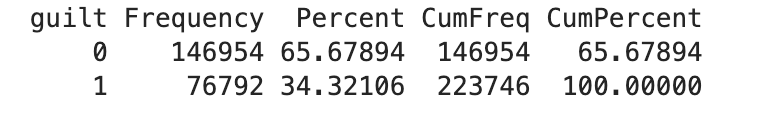 guilt Frequency Percent CumFreq CumPercent
0 146954 65.67894 146954 65.67894
1 76792 34.32106 223746 100.00000